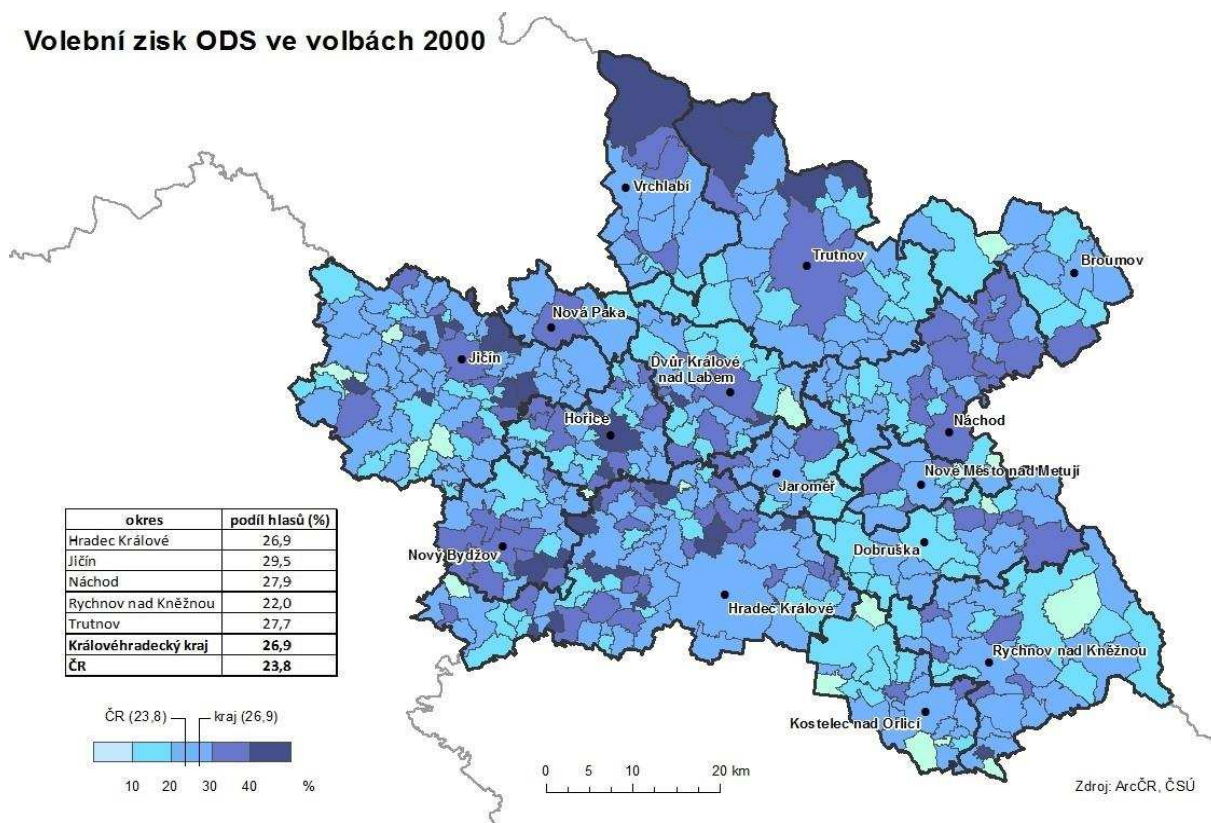 Volební zisk ODS ve volbách 2000
Vrchlabí
Trutnov
Broumov
Nová Paka
Jičín
Dvůr Králové
nad Labem
Hořice
Náchod
Nové Město nad Metují
Jaroměř
okres podíl hlasů (%)
Hradec Králové 26,9
Jičín 29,5
Náchod 27,9
Rychnov nad Kněžnou 22,0
Trutnov 27,7
Královéhradecký kraj 26,9
ČR 23,8
Nový Bydžov
Dobruška
Hradec Králové
Rychnov nad Kněžnou
Kostelec nad Orlicí
ČR (23,8) kraj (26,9)
10 20 30 40 %
0 5 10 20 km
Zdroj: ArcČR, ČSÚ